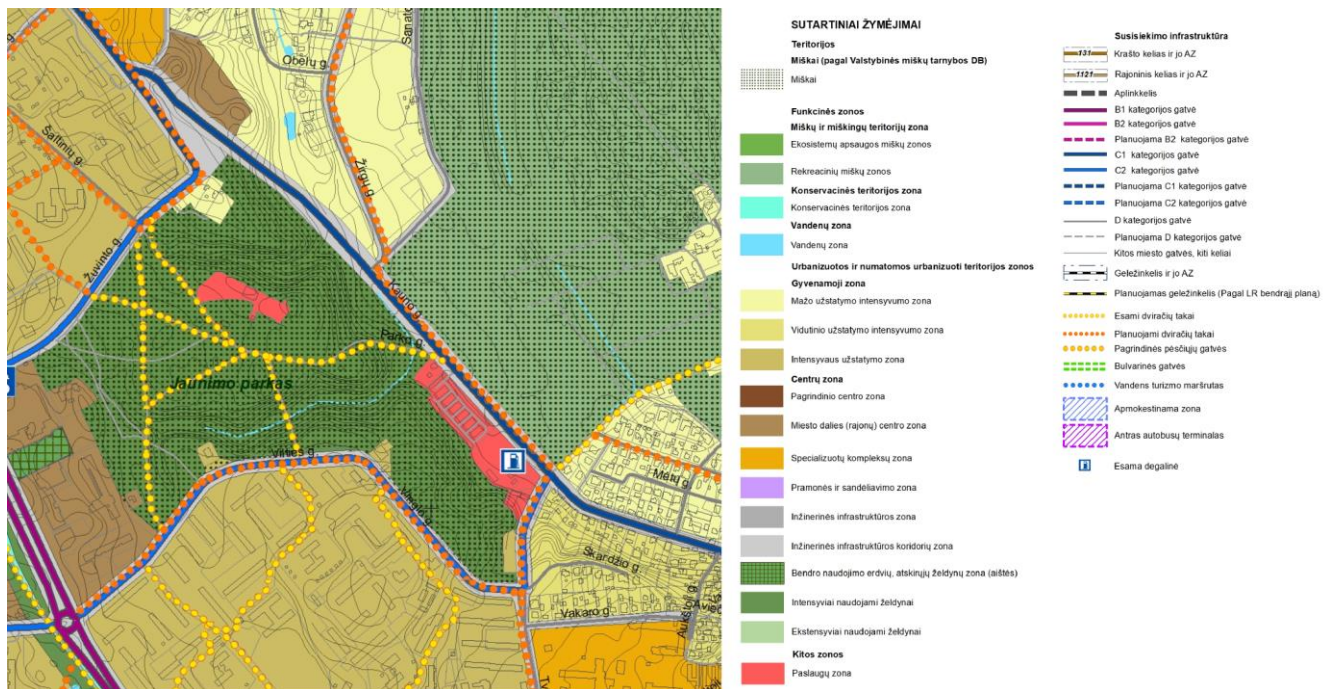 Sanato
Obelų g.
Šaltinių g.
Žirgų g.
Žuvinto g.
Jauno g.
Parko g.
Jaunimo parkas
Vilties g.
Metų g.
Skardžio g.
Vakaro g.
Aukšto g.
Avieč
SUTARTINIAI ŽYMĖJIMAI
Teritorijos
Miškai (pagal Valstybinės miškų tarnybos DB)
Miškai
Funkcinės zonos
Miškų ir miškingų teritorijų zona
Ekosistemų apsaugos miškų zonos
Rekreacinių miškų zonos
Konservacinės teritorijos zona
Konservacinės teritorijos zona
Vandenų zona
Vandenų zona
Urbanizuotos ir numatomos urbanizuoti teritorijos zonos
Gyvenamoji zona
Mažo užstatymo intensyvumo zona
Vidutinio užstatymo intensyvumo zona
Intensyvaus užstatymo zona
Centrų zona
Pagrindinio centro zona
Miesto dalies (rajonų) centro zona
Specializuotų kompleksų zona
Pramonės ir sandėliavimo zona
Inžinerinės infrastruktūros zona
Inžinerinės infrastruktūros koridorių zona
Bendro naudojimo erdvių, atskirųjų želdynų zona (aištės)
Intensyviai naudojami želdynai
Ekstensyviai naudojami želdynai
Kitos zonos
Paslaugų zona
Susisiekimo infrastruktūra
131 Krašto kelias ir jo AZ
1121 Rajoninis kelias ir jo AZ
Aplinkkelis
B1 kategorijos gatvė
B2 kategorijos gatvė
Planuojama B2 kategorijos gatvė
C1 kategorijos gatvė
C2 kategorijos gatvė
Planuojama C1 kategorijos gatvė
Planuojama C2 kategorijos gatvė
D kategorijos gatvė
Planuojama D kategorijos gatvė
Kitos miesto gatvės, kiti keliai
Geležinkelis ir jo AZ
Planuojamas geležinkelis (Pagal LR bendrąjį planą)
Esami dviračių takai
Planuojami dviračių takai
Pagrindinės pėsčiųjų gatvės
Bulvarinės gatvės
Vandens turizmo maršrutas
Apmokestinama zona
Antras autobusų terminalas
Esama degalinė